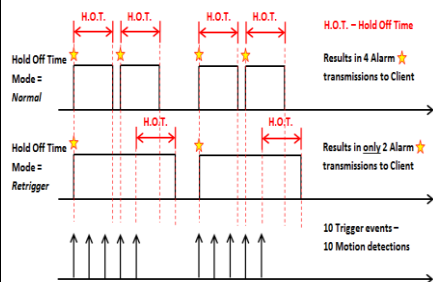 H.O.T. H.O.T. H.O.T. H.O.T.
H.O.T. – Hold Off Time
Hold Off Time
Mode =
Normal
Results in 4 Alarm
transmissions to Client
H.O.T. H.O.T.
Hold Off Time
Mode =
Retrigger
Results in only 2 Alarm
transmissions to Client
10 Trigger events –
10 Motion detections